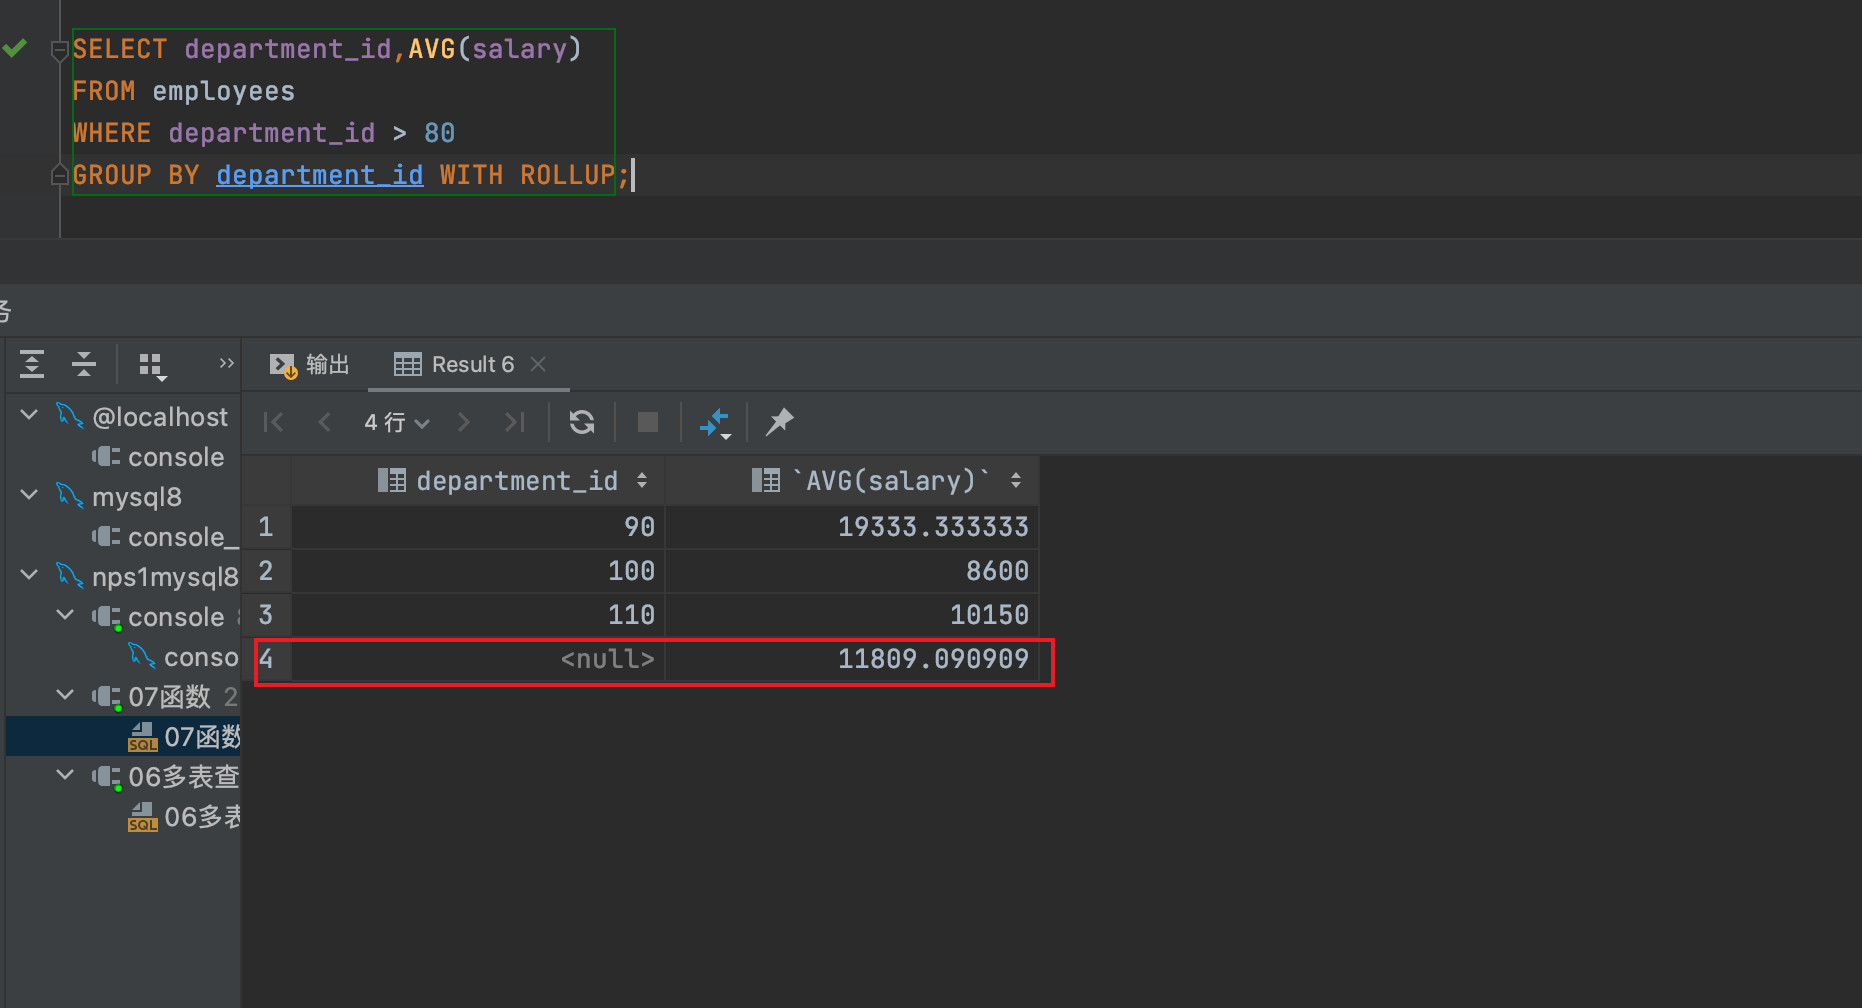 SELECT department_id,AVG(salary)
FROM employees
WHERE department_id > 80
GROUP BY department_id WITH ROLLUP;
务
输出
Result 6
@localhost
console
mysql8
console_
nps1mysql8
console
conso
07函数 2
SQL 07函数
06多表查
SQL 06多表
4 行
department_id `AVG(salary)`
1 90 19333.333333
2 100 8600
3 110 10150
4 <null> 11809.090909